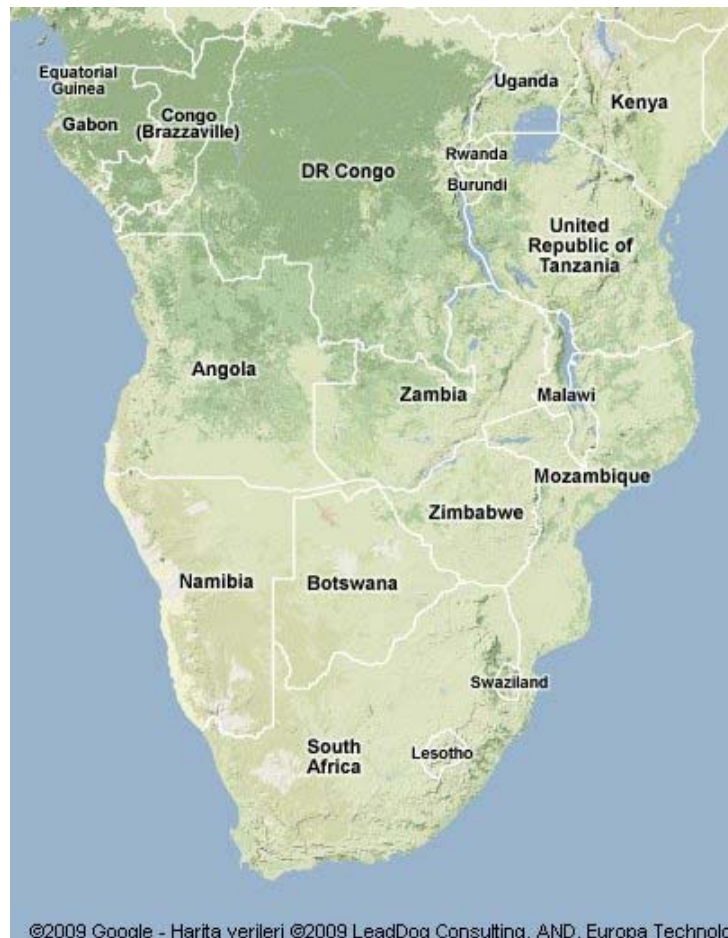 Equatorial
Guinea
Gabon
Congo
(Brazzaville)
Uganda
Kenya
DR Congo
Rwanda
Burundi
United
Republic of
Tanzania
Angola
Zambia
Malawi
Mozambique
Zimbabwe
Namibia
Botswana
Swaziland
South
Africa
Lesotho
©2009 Google - Harita verileri ©2009 LeadDog Consulting, AND, Europa Technolo